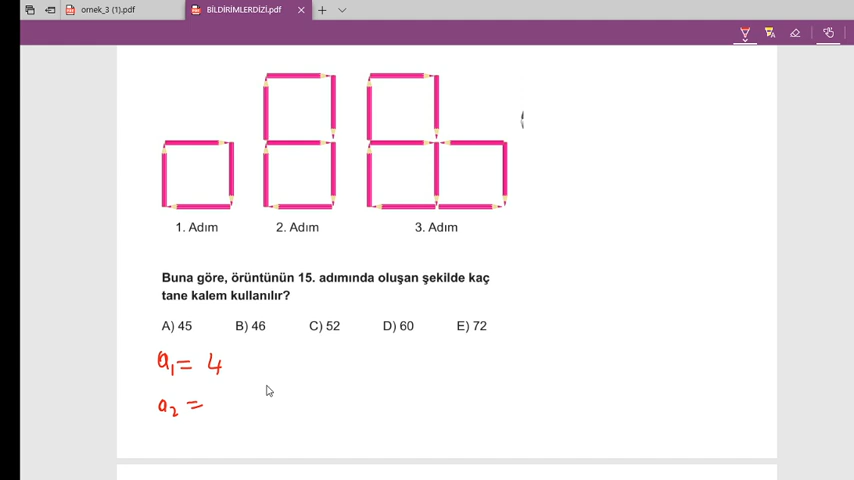 ornek_3 (1).pdf
BİLDİRİMLERDİZİ.pdf
1. Adım
2. Adım
3. Adım
Buna göre, örüntünün 15. adımında oluşan şekilde kaç
tane kalem kullanılır?
A) 45
B) 46
C) 52
D) 60
E) 72
a₁ = 4
a₂ =